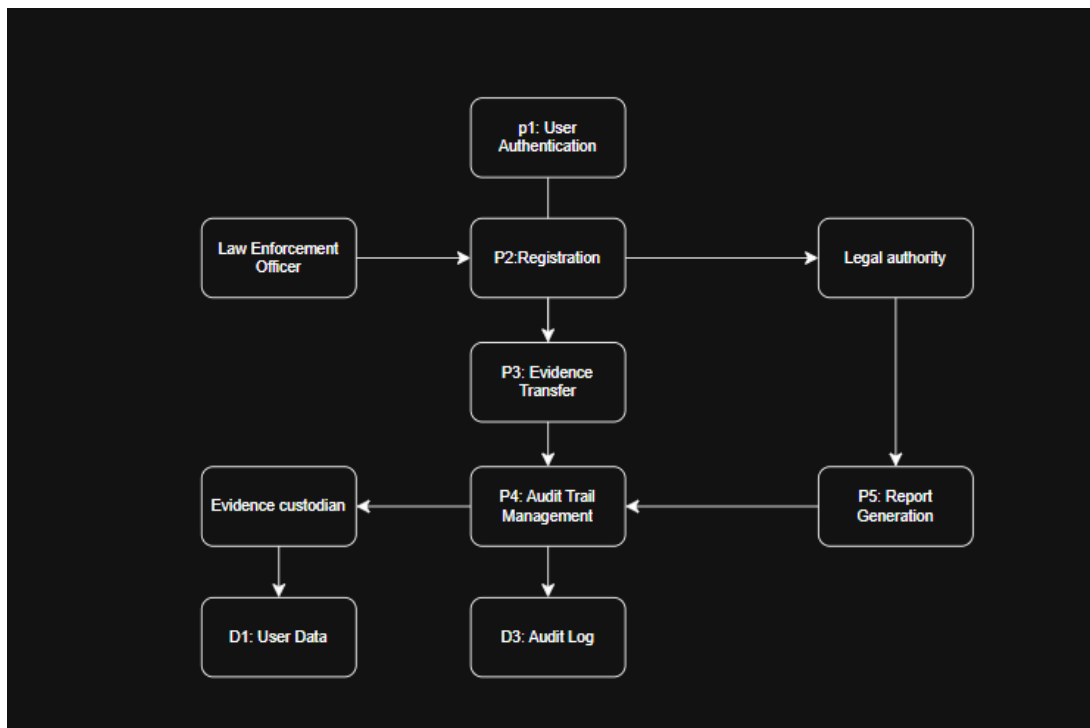 p1: User
Authentication
Law Enforcement
Officer
P2:Registration
Legal authority
P3: Evidence
Transfer
Evidence custodian
P4: Audit Trail
Management
P5: Report
Generation
D1: User Data
D3: Audit Log